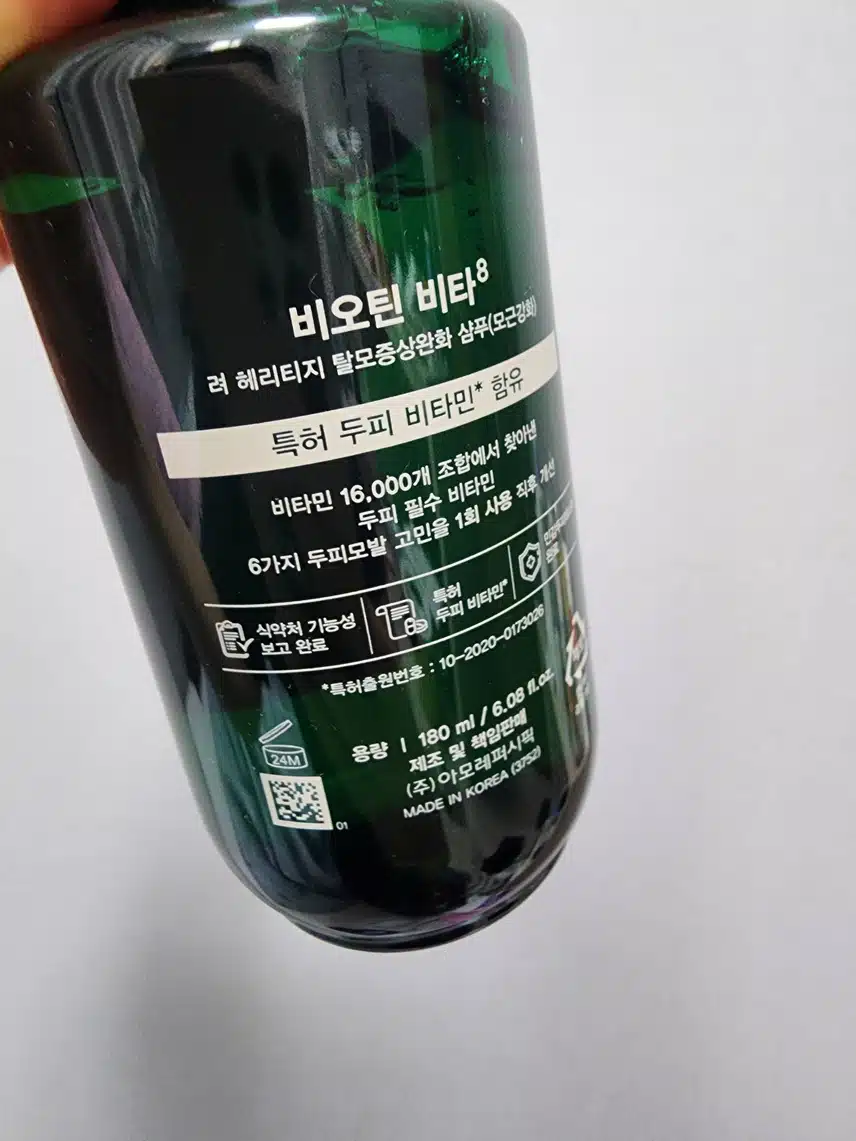 비오틴 비타8
려 헤리티지 탈모증상완화 샴푸(모근강화)
특허 두피 비타민* 함유
비타민 16,000개 조합에서 찾아낸
두피 필수 비타민
6가지 두피모발 고민을 1회 사용 직후 개선
식약처 기능성
보고 완료
특허
두피 비타민*
완료
*특허출원번호 : 10-2020-0173026
용량 | 180 ml / 6.08 fl.oz.
제조 및 책임판매
(주)아모레퍼시픽
MADE IN KOREA (3752)
24M
01